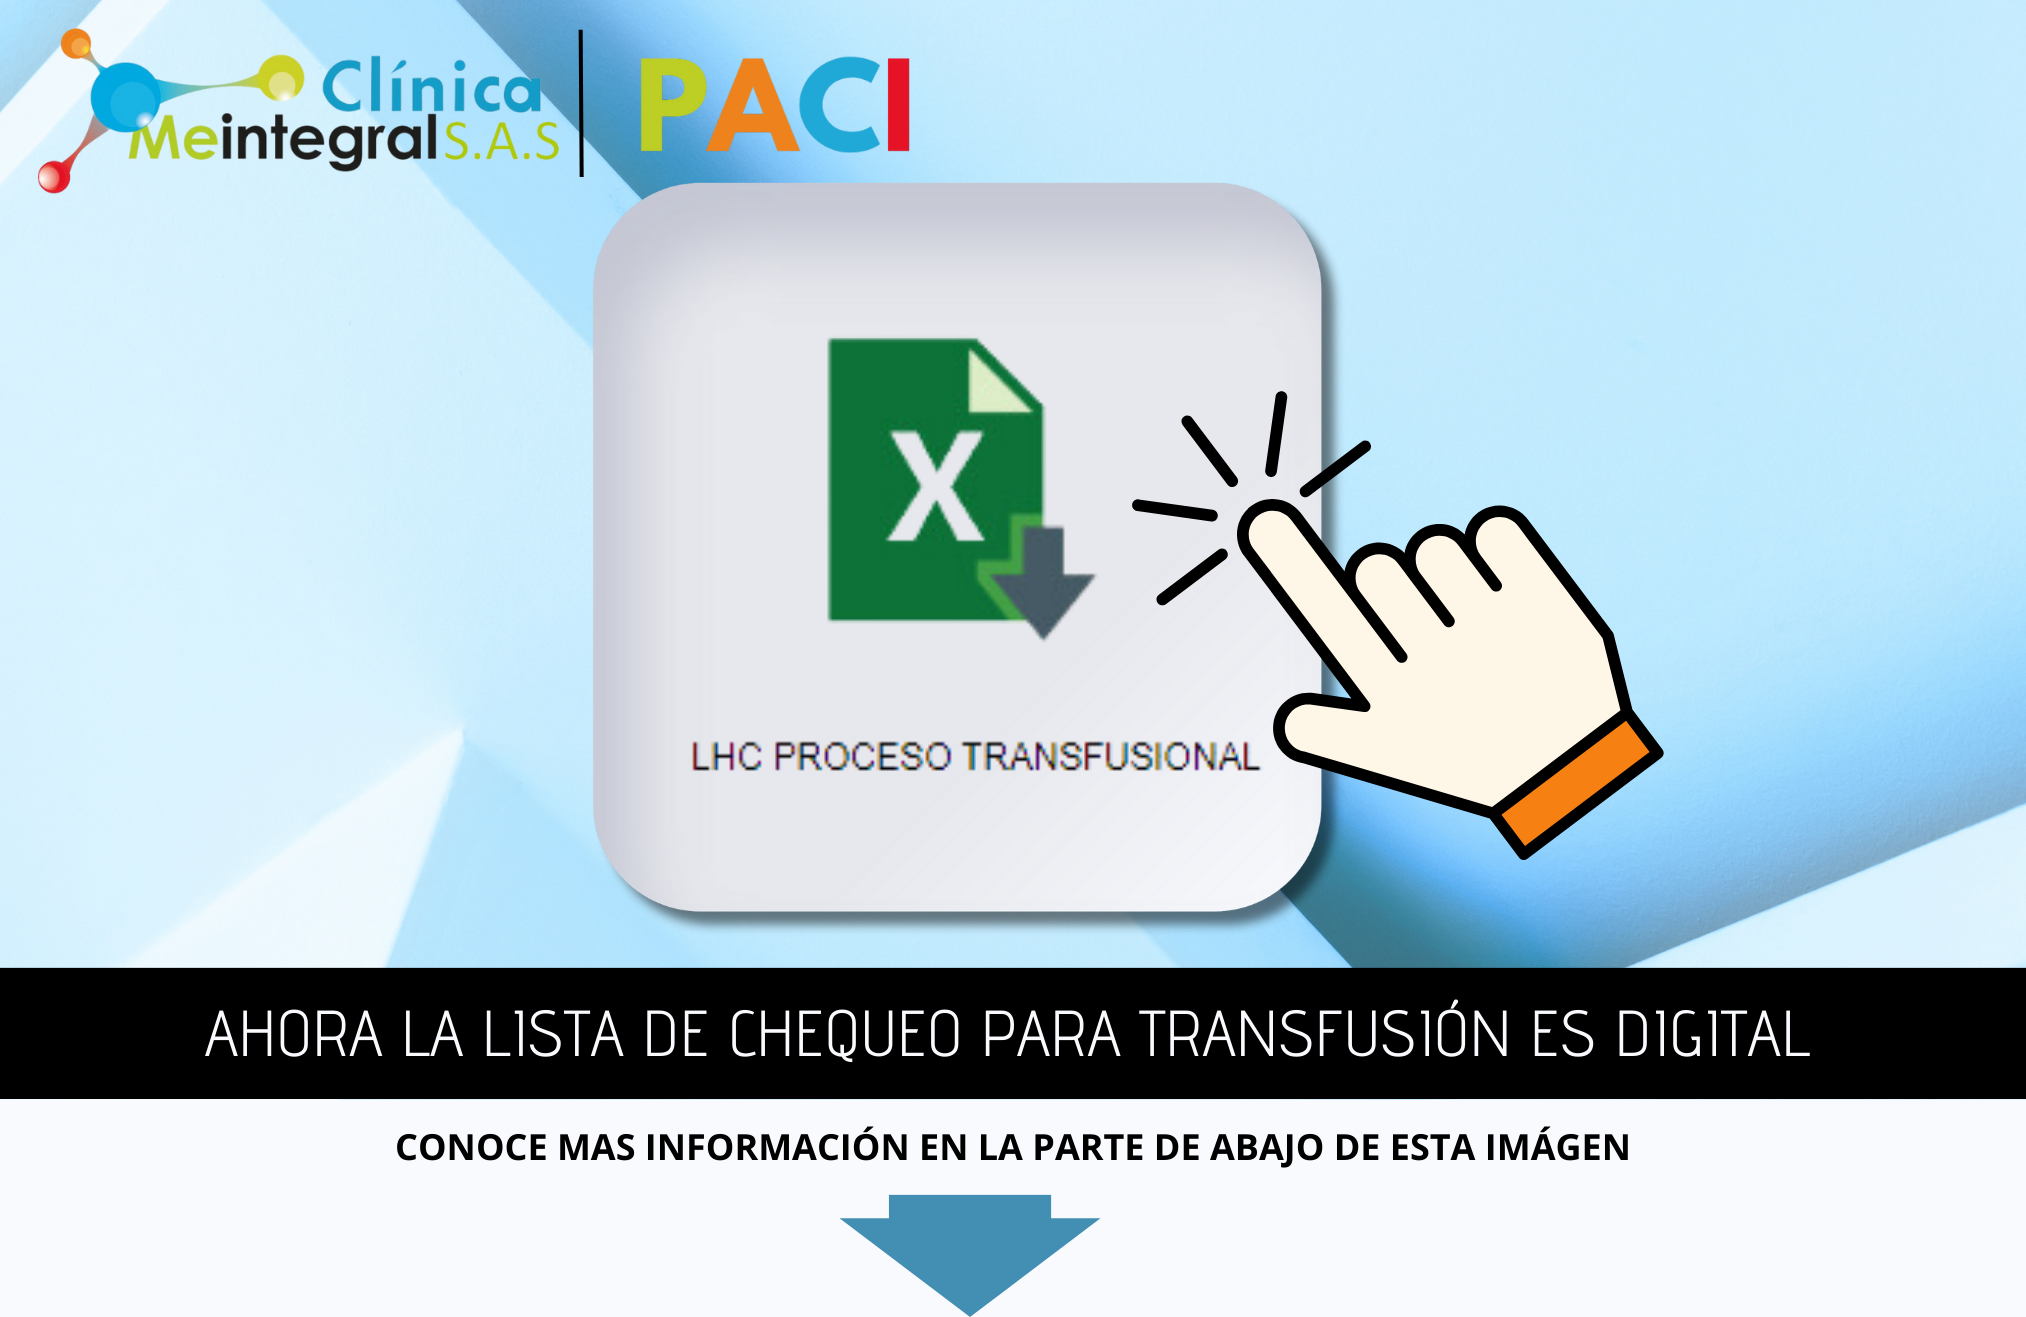 Clínica
MeintegralS.A.S
PACI
X
LHC PROCESO TRANSFUSIONAL
AHORA LA LISTA DE CHEQUEO PARA TRANSFUSIÓN ES DIGITAL
CONOCE MAS INFORMACIÓN EN LA PARTE DE ABAJO DE ESTA IMÁGEN